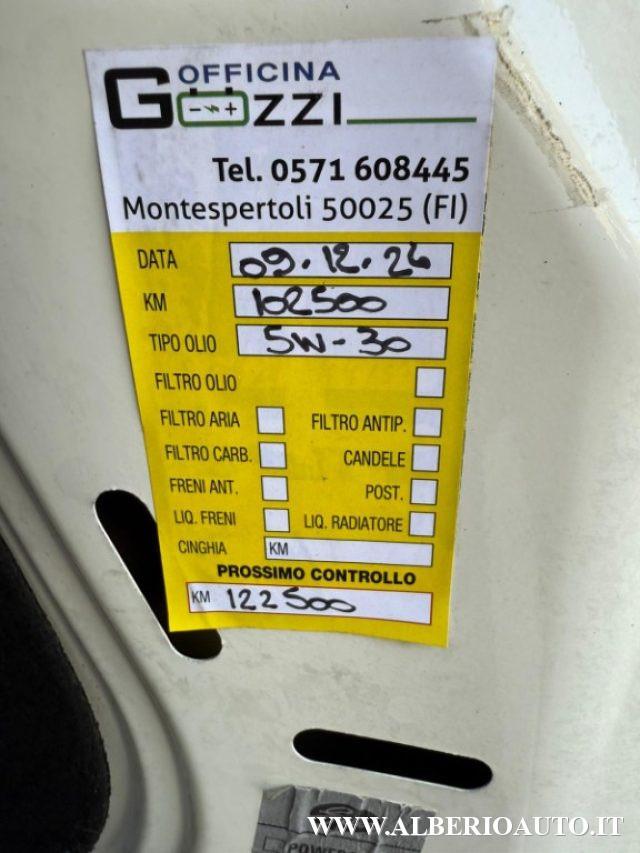 OFFICINA
GOZZI
Tel. 0571 608445
Montespertoli 50025 (FI)
DATA 09.12.24
KM 102500
TIPO OLIO 5W-30
FILTRO OLIO
FILTRO ARIA FILTRO ANTIP.
FILTRO CARB. CANDELE
FRENI ANT. POST.
LIQ. FRENI LIQ. RADIATORE
CINGHIA KM
PROSSIMO CONTROLLO
KM 122500
WWW.ALBERIOAUTO.IT